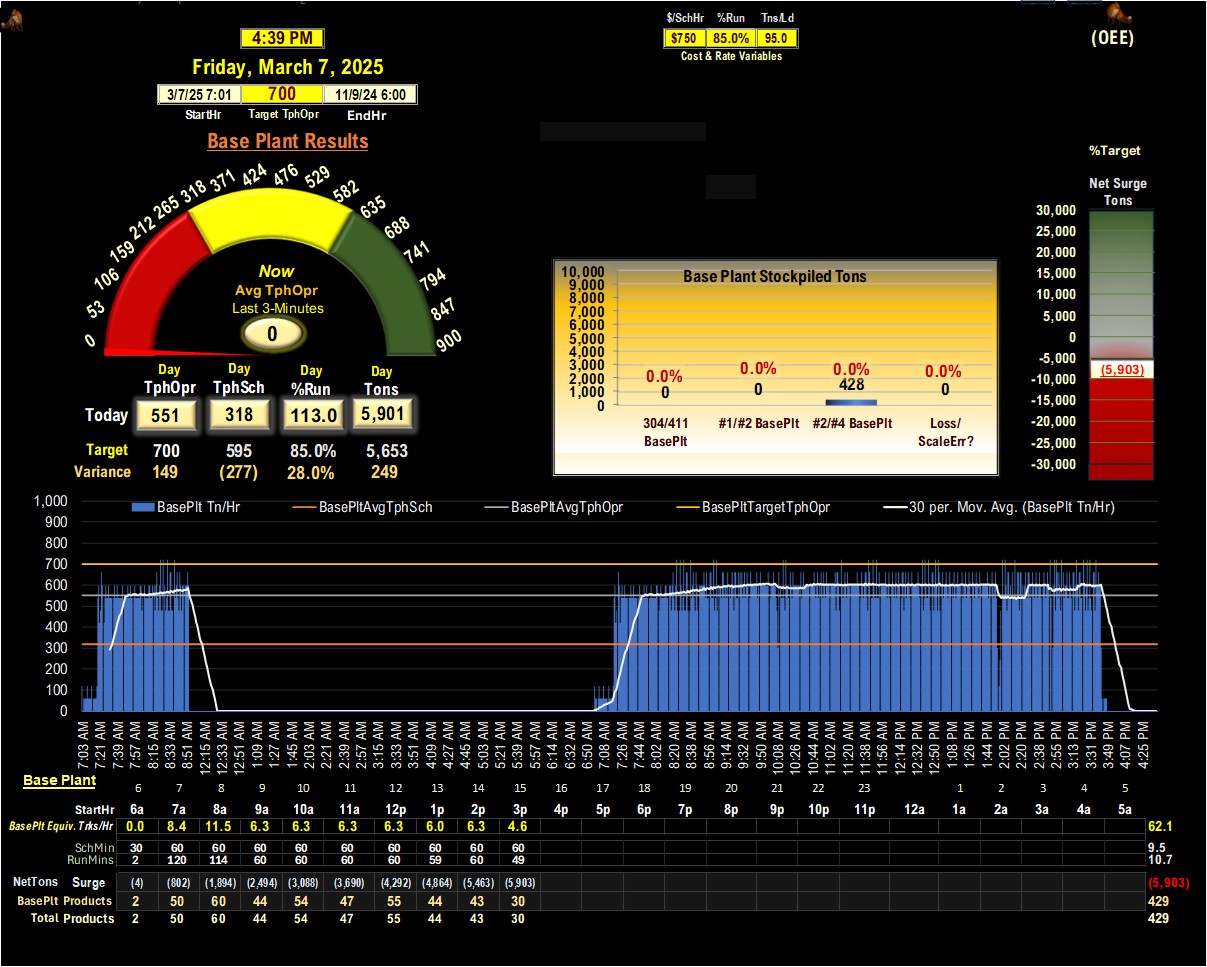 $/SchHr %Run Tns/Ld
$750 85.0% 95.0
Cost & Rate Variables
(OEE)
4:39 PM
Friday, March 7, 2025
3/7/25 7:01 700 11/9/24 6:00
StartHr Target TphOpr EndHr
Base Plant Results
0 53 106 159 212 265 318 371 424 476 529 582 635 688 741 794 847 900
Now
Avg TphOpr
Last 3-Minutes
0
Day Day Day Day
TphOpr TphSch %Run Tons
Today 551 318 113.0 5,901
Target 700 595 85.0% 5,653
Variance 149 (277) 28.0% 249
Base Plant Stockpiled Tons
10,000
9,000
8,000
7,000
6,000
5,000
4,000
3,000
2,000
1,000
0
0.0% 0.0% 0.0% 0.0%
0 0 428 0
304/411 BasePlt
#1/#2 BasePlt
#2/#4 BasePlt
Loss/ ScaleErr?
%Target
Net Surge
Tons
30,000
25,000
20,000
15,000
10,000
5,000
0
-5,000
(5,903)
-10,000
-15,000
-20,000
-25,000
-30,000
BasePlt Tn/Hr BasePltAvgTphSch BasePltAvgTphOpr BasePltTargetTphOpr 30 per. Mov. Avg. (BasePlt Tn/Hr)
1,000
900
800
700
600
500
400
300
200
100
0
7:03 AM 7:21 AM 7:39 AM 7:57 AM 8:15 AM 8:33 AM 8:51 AM 12:15 AM 12:33 AM 12:51 AM 1:09 AM 1:27 AM 1:45 AM 2:03 AM 2:21 AM 2:39 AM 2:57 AM 3:15 AM 3:33 AM 3:51 AM 4:09 AM 4:27 AM 4:45 AM 5:03 AM 5:21 AM 5:39 AM 5:57 AM 6:14 AM 6:32 AM 6:50 AM 7:08 AM 7:26 AM 7:44 AM 8:02 AM 8:20 AM 8:38 AM 8:56 AM 9:14 AM 9:32 AM 9:50 AM 10:08 AM 10:26 AM 10:44 AM 11:02 AM 11:20 AM 11:38 AM 11:56 AM 12:14 PM 12:32 PM 12:50 PM 1:08 PM 1:26 PM 1:44 PM 2:02 PM 2:20 PM 2:38 PM 2:55 PM 3:13 PM 3:31 PM 3:49 PM 4:07 PM 4:25 PM
Base Plant
6 7 8 9 10 11 12 13 14 15 16 17 18 19 20 21 22 23 1 2 3 4 5
StartHr 6a 7a 8a 9a 10a 11a 12p 1p 2p 3p 4p 5p 6p 7p 8p 9p 10p 11p 12a 1a 2a 3a 4a 5a
BasePlt Equiv. Trks/Hr 0.0 8.4 11.5 6.3 6.3 6.3 6.3 6.0 6.3 4.6 62.1
SchMin 30 60 60 60 60 60 60 60 60 60 9.5
RunMins 2 120 114 60 60 60 60 59 60 49 10.7
NetTons Surge (4) (802) (1,894) (2,494) (3,088) (3,690) (4,292) (4,864) (5,463) (5,903) (5,903)
BasePlt Products 2 50 60 44 54 47 55 44 43 30 429
Total Products 2 50 60 44 54 47 55 44 43 30 429